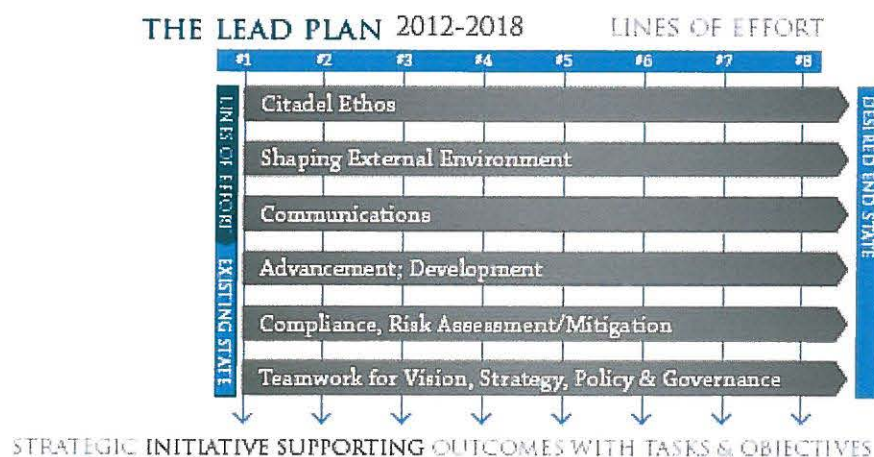 THE LEAD PLAN 2012-2018 LINES OF EFFORT
#1 #2 #3 #4 #5 #6 #7 #8
LINES OF EFFORT
EXISTING STATE
Citadel Ethos
Shaping External Environment
Communications
Advancement; Development
Compliance, Risk Assessment/Mitigation
Teamwork for Vision, Strategy, Policy & Governance
DESIRED END STATE
STRATEGIC INITIATIVE SUPPORTING OUTCOMES WITH TASKS & OBJECTIVES